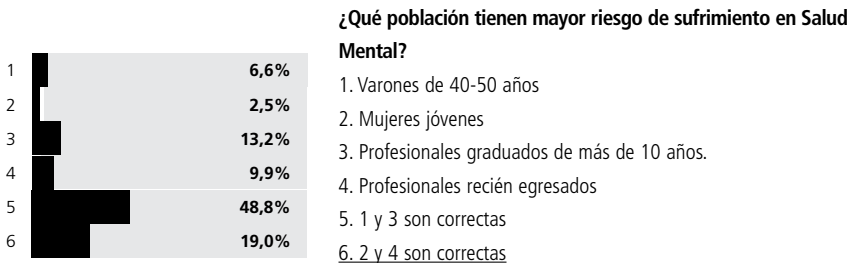 ¿Qué población tienen mayor riesgo de sufrimiento en Salud
Mental?
1 6,6%
2 2,5%
3 13,2%
4 9,9%
5 48,8%
6 19,0%
1. Varones de 40-50 años
2. Mujeres jóvenes
3. Profesionales graduados de más de 10 años.
4. Profesionales recién egresados
5. 1 y 3 son correctas
6. 2 y 4 son correctas